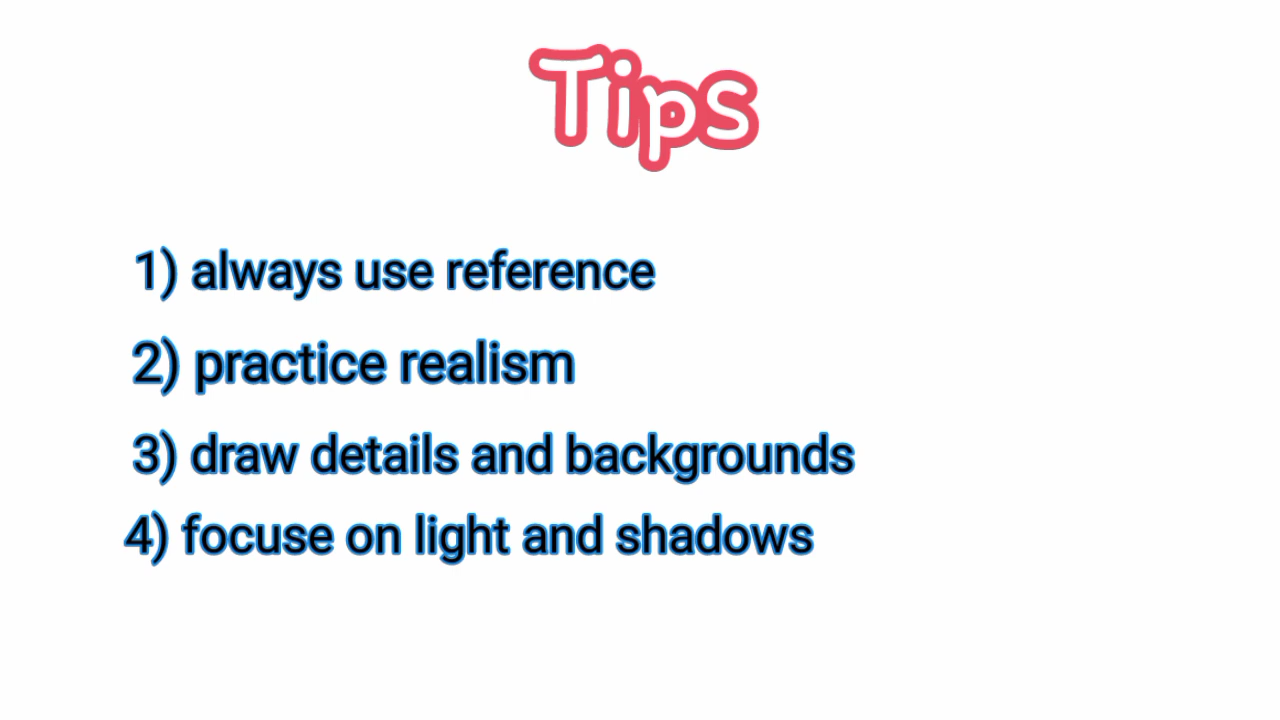 Tips
1) always use reference
2) practice realism
3) draw details and backgrounds
4) focuse on light and shadows